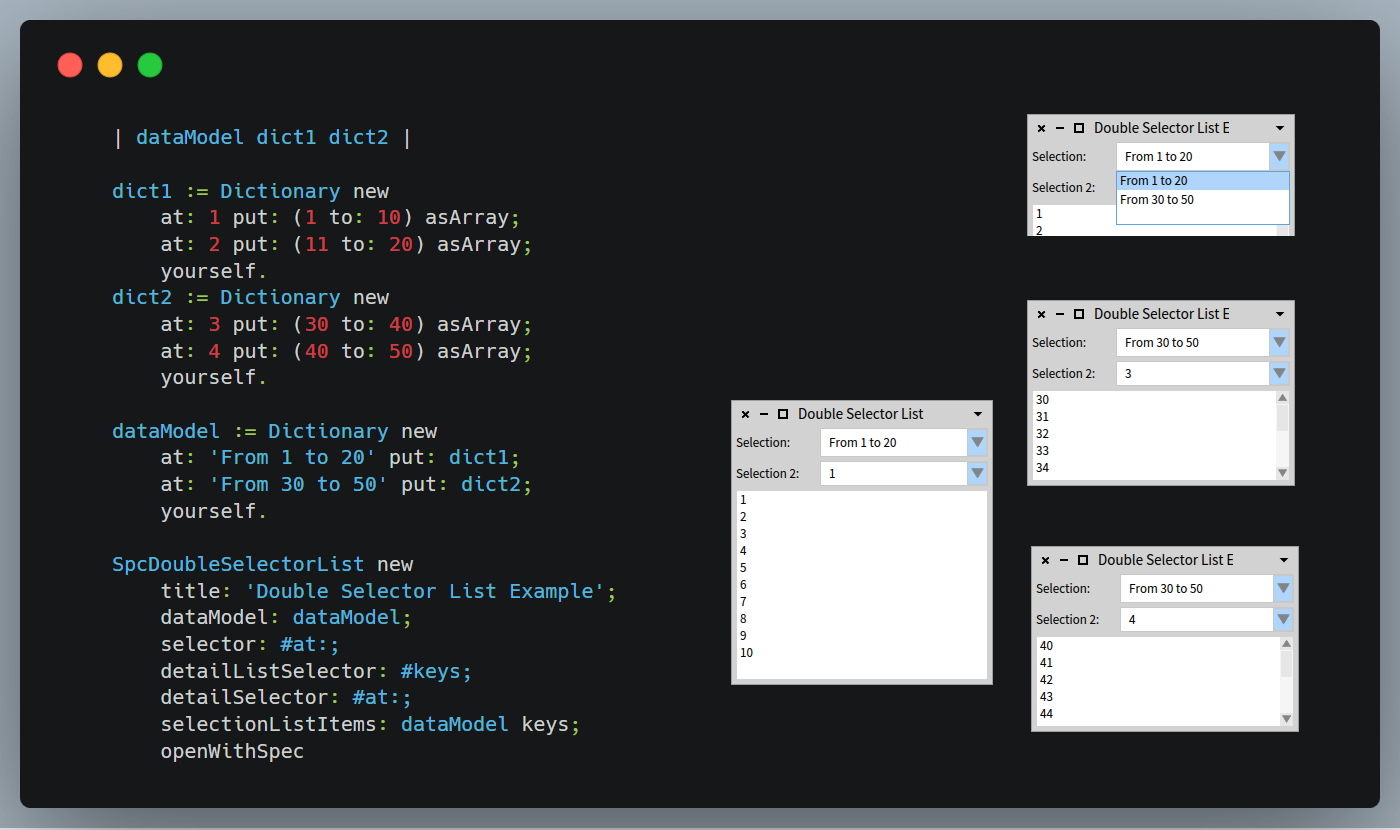 | dataModel dict1 dict2 |
dict1 := Dictionary new
at: 1 put: (1 to: 10) asArray;
at: 2 put: (11 to: 20) asArray;
yourself.
dict2 := Dictionary new
at: 3 put: (30 to: 40) asArray;
at: 4 put: (40 to: 50) asArray;
yourself.
dataModel := Dictionary new
at: 'From 1 to 20' put: dict1;
at: 'From 30 to 50' put: dict2;
yourself.
SpcDoubleSelectorList new
title: 'Double Selector List Example';
dataModel: dataModel;
selector: #at:;
detailListSelector: #keys;
detailSelector: #at:;
selectionListItems: dataModel keys;
openWithSpec
Double Selector List
Selection: From 1 to 20
Selection 2: 1
1
2
3
4
5
6
7
8
9
10
Double Selector List E
Selection: From 1 to 20
From 1 to 20
Selection 2:
From 30 to 50
1
2
Double Selector List E
Selection: From 30 to 50
Selection 2: 3
30
31
32
33
34
Double Selector List E
Selection: From 30 to 50
Selection 2: 4
40
41
42
43
44